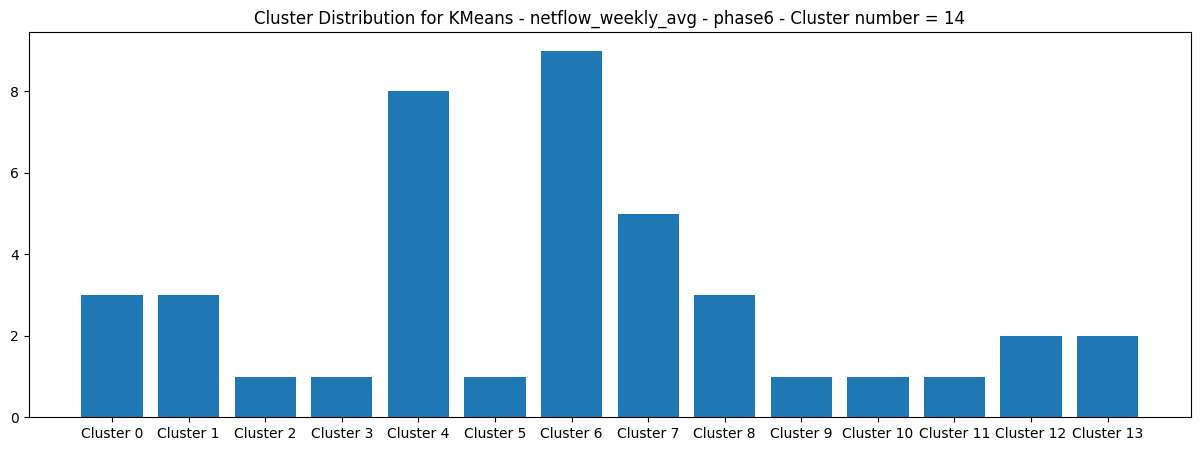 Cluster Distribution for KMeans - netflow_weekly_avg - phase6 - Cluster number = 14
8
6
4
2
0
Cluster 0 Cluster 1 Cluster 2 Cluster 3 Cluster 4 Cluster 5 Cluster 6 Cluster 7 Cluster 8 Cluster 9 Cluster 10 Cluster 11 Cluster 12 Cluster 13